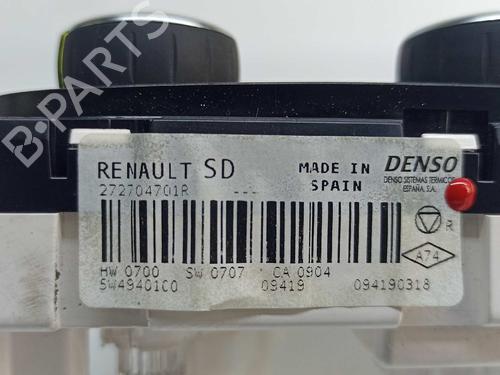 B-PARTS
RENAULT SD
272704701R ---
MADE IN
SPAIN
DENSO
DENSO SISTEMAS TERMICOS
ESPAÑA, S.A.
R
A74
HW 0700 SW 0707 CA 0904
SW4940100 09419 094190318